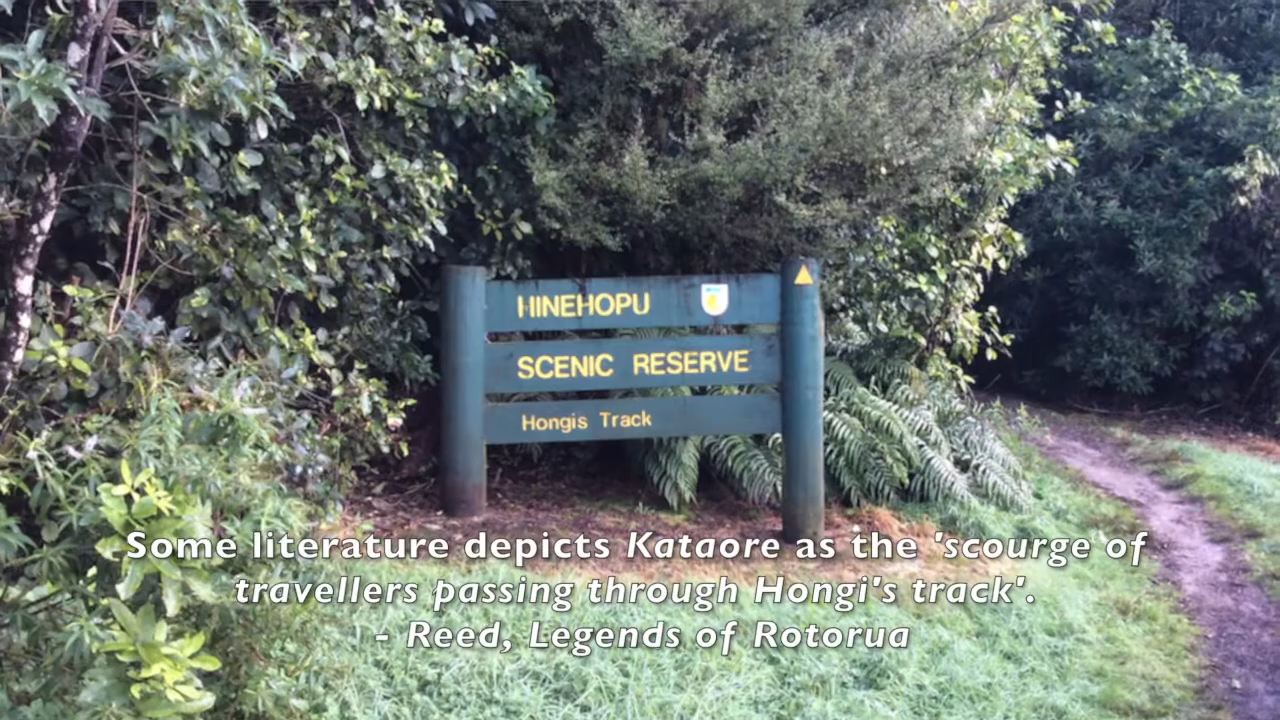 HINEHOPU
SCENIC RESERVE
Hongis Track
Some literature depicts Kataore as the 'scourge of
travellers passing through Hongi's track'.
- Reed, Legends of Rotorua